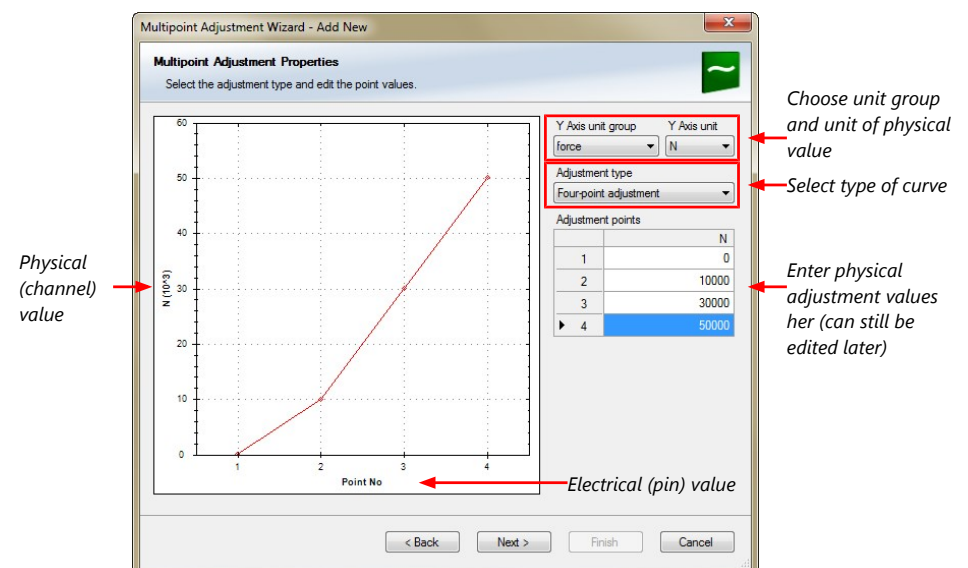 Multipoint Adjustment Wizard - Add New
Multipoint Adjustment Properties
Select the adjustment type and edit the point values.
60
50
40
30
20
10
0
N (10^3)
1 2 3 4
Point No
Y Axis unit group Y Axis unit
force N
Adjustment type
Four-point adjustment
Adjustment points
N
1 0
2 10000
3 30000
4 50000
< Back Next > Finish Cancel
Physical
(channel)
value
Choose unit group
and unit of physical
value
Select type of curve
Enter physical
adjustment values
her (can still be
edited later)
Electrical (pin) value